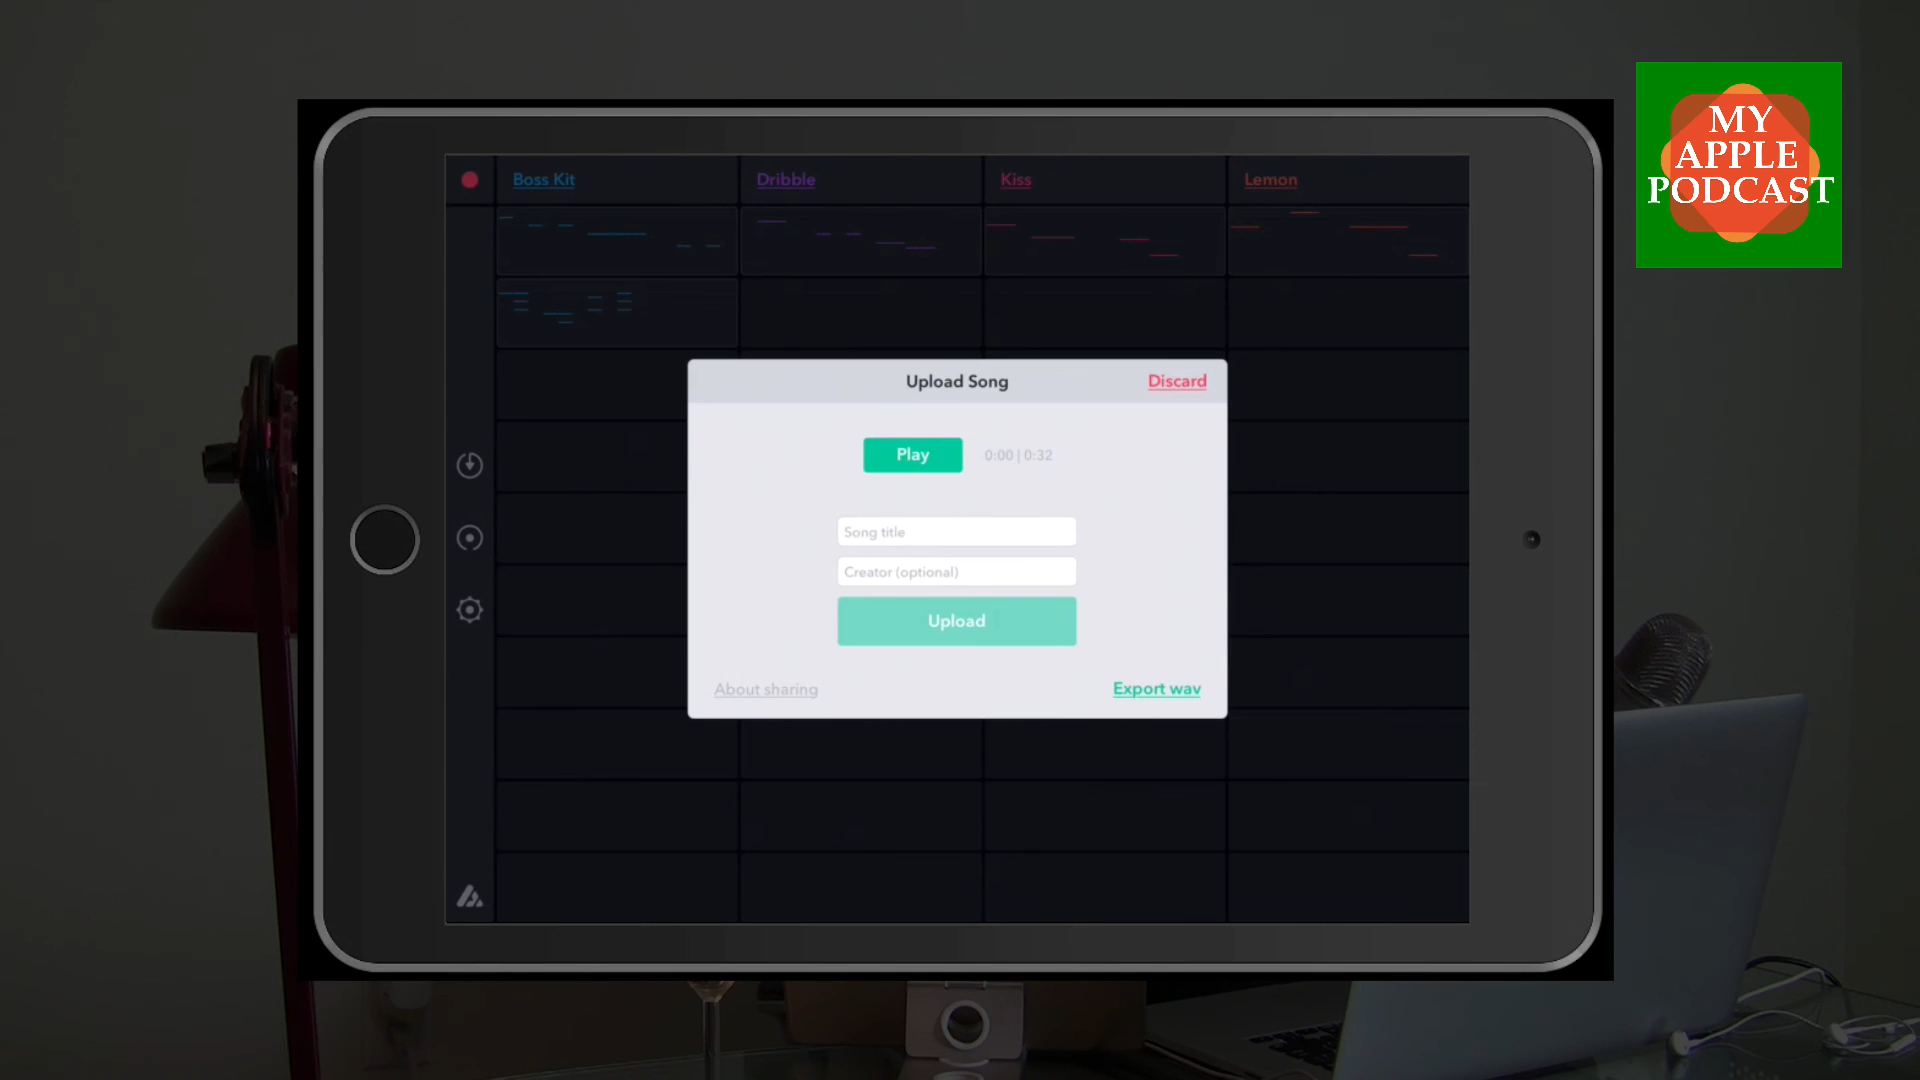 Boss Kit
Dribble
Kiss
Lemon
MY
APPLE
PODCAST
Upload Song
Discard
Play
0:00 | 0:32
Song title
Creator (optional)
Upload
About sharing
Export wav